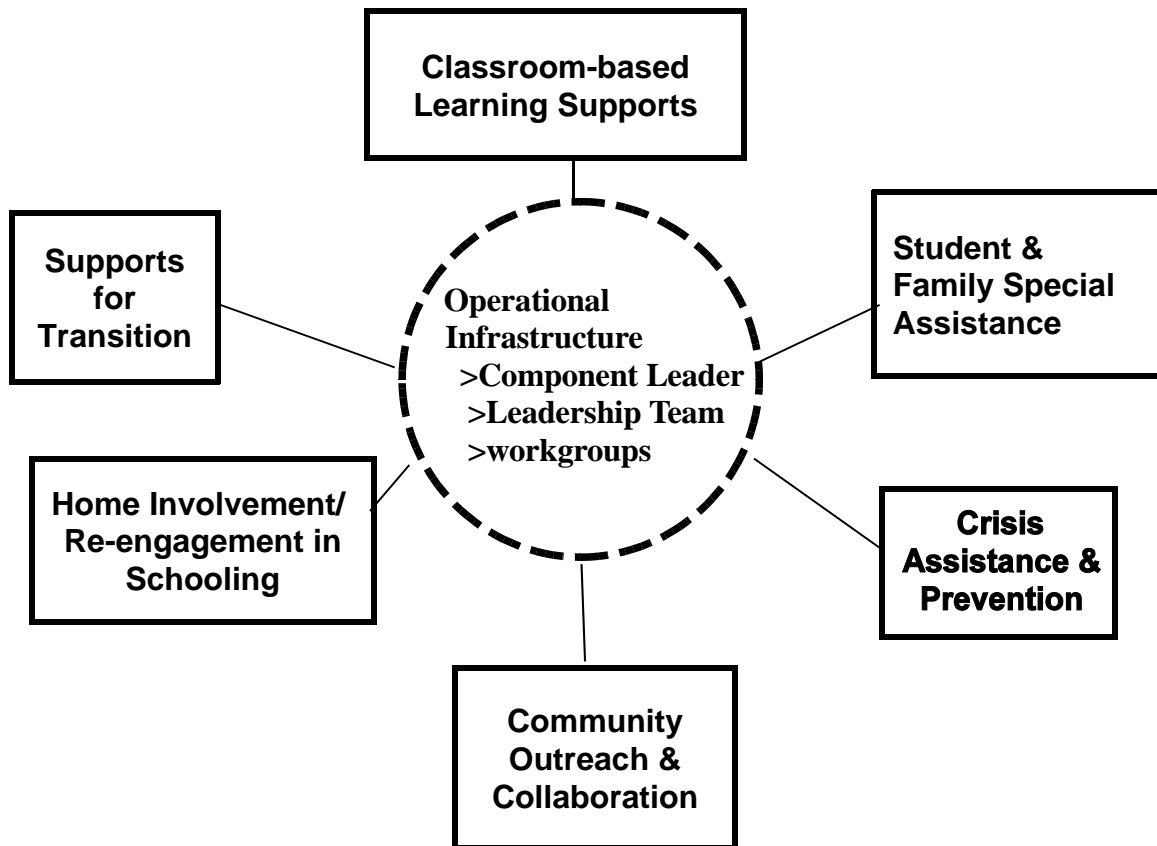 Classroom-based
Learning Supports
Supports
for
Transition
Student &
Family Special
Assistance
Operational
Infrastructure
>Component Leader
>Leadership Team
>workgroups
Home Involvement/
Re-engagement in
Schooling
Crisis
Assistance &
Prevention
Community
Outreach &
Collaboration